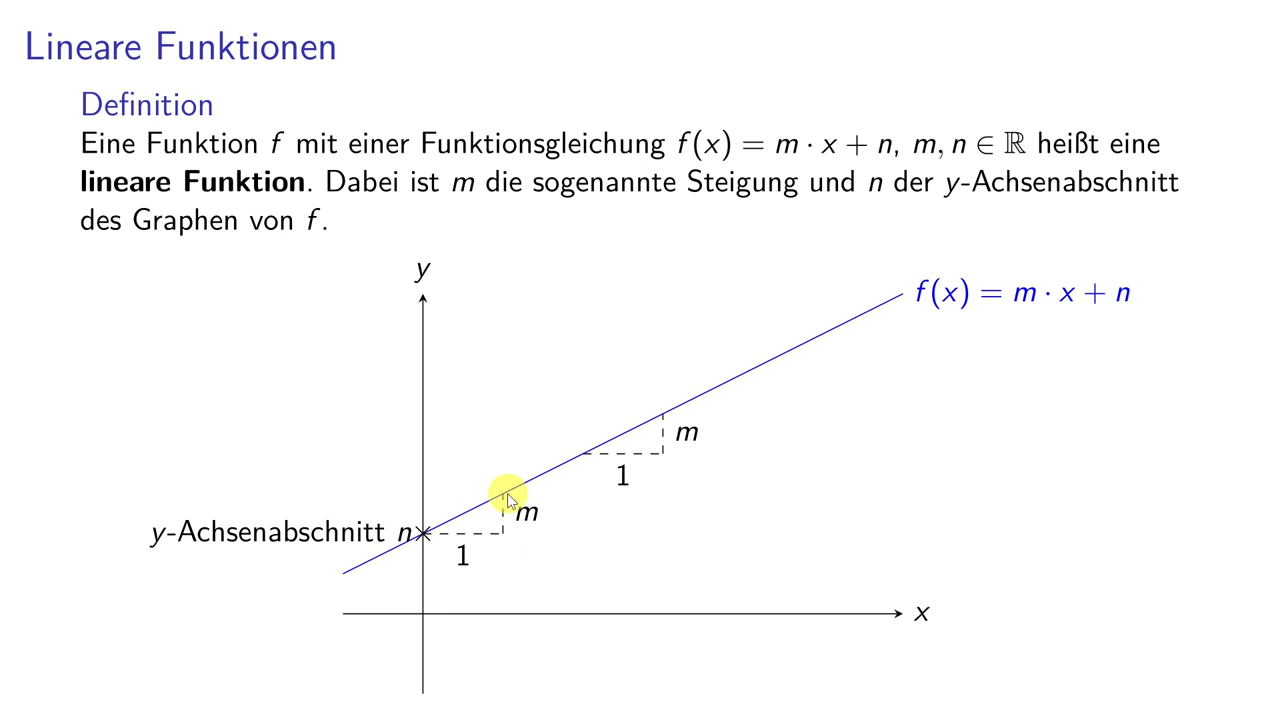 Lineare Funktionen
Definition
Eine Funktion f mit einer Funktionsgleichung f(x) = m · x + n, m, n ∈ ℝ heißt eine
lineare Funktion. Dabei ist m die sogenannte Steigung und n der y-Achsenabschnitt
des Graphen von f.
y
f(x) = m · x + n
m
1
m
y-Achsenabschnitt n
1
x